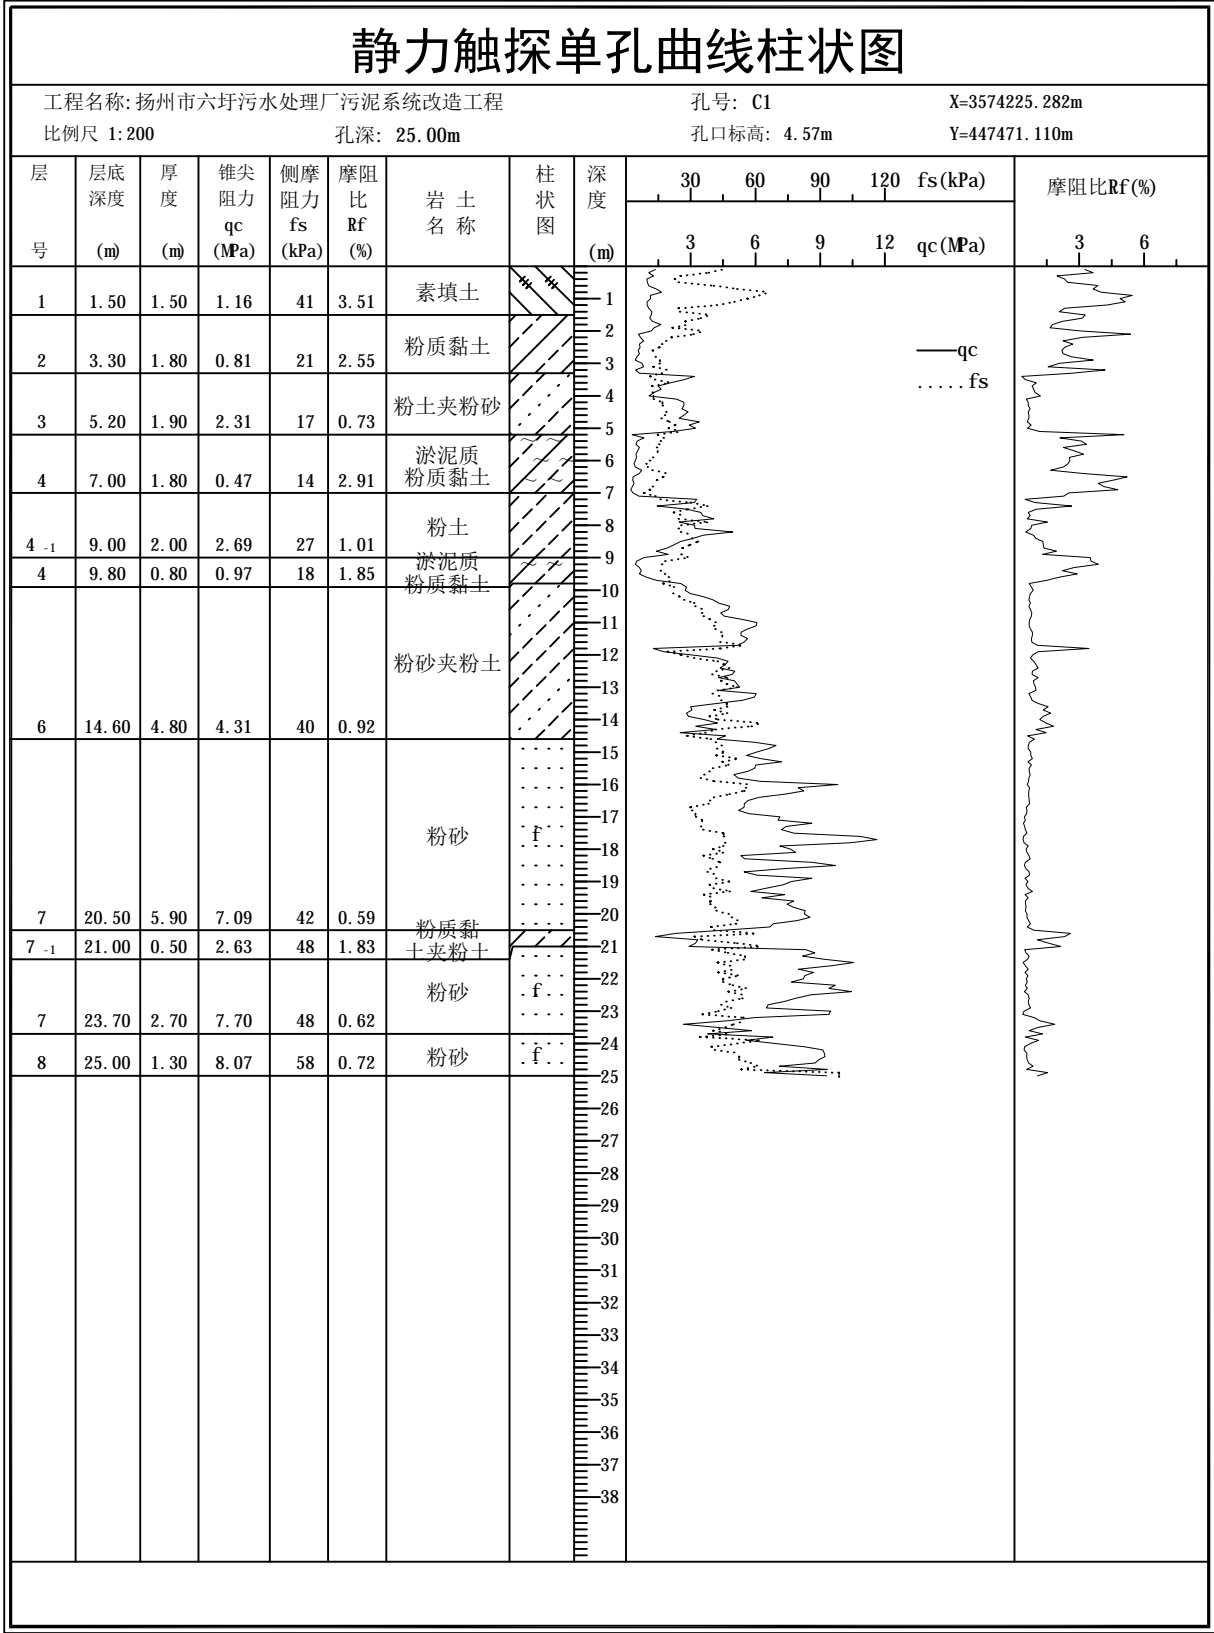 静力触探单孔曲线柱状图
工程名称:扬州市六圩污水处理厂污泥系统改造工程 孔号: C1 X=3574225.282m
比例尺 1:200 孔深: 25.00m 孔口标高: 4.57m Y=447471.110m
层号 层底深度(m) 厚度(m) 锥尖阻力qc(MPa) 侧摩阻力fs(kPa) 摩阻比Rf(%) 岩土名称 柱状图 深度(m)
30 60 90 120 fs(kPa) 摩阻比Rf(%)
3 6 9 12 qc(MPa) 3 6
1 1.50 1.50 1.16 41 3.51 素填土
2 3.30 1.80 0.81 21 2.55 粉质黏土
3 5.20 1.90 2.31 17 0.73 粉土夹粉砂
4 7.00 1.80 0.47 14 2.91 淤泥质粉质黏土
4-1 9.00 2.00 2.69 27 1.01 粉土
4 9.80 0.80 0.97 18 1.85 淤泥质粉质黏土
6 14.60 4.80 4.31 40 0.92 粉砂夹粉土
7 20.50 5.90 7.09 42 0.59 粉砂 f
7-1 21.00 0.50 2.63 48 1.83 粉质黏土夹粉土
7 23.70 2.70 7.70 48 0.62 粉砂 f
8 25.00 1.30 8.07 58 0.72 粉砂 f
1
2
3
4
5
6
7
8
9
10
11
12
13
14
15
16
17
18
19
20
21
22
23
24
25
26
27
28
29
30
31
32
33
34
35
36
37
38
qc
.....fs